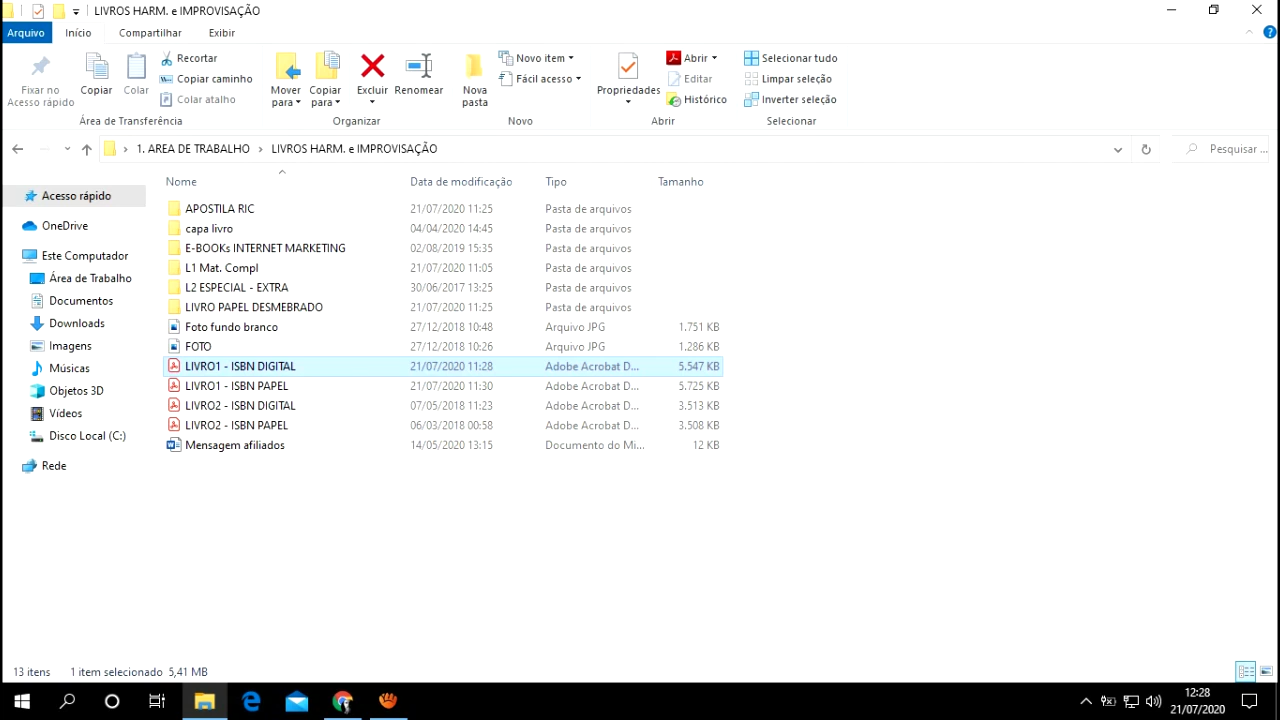 LIVROS HARM. e IMPROVISAÇÃO
Arquivo Início Compartilhar Exibir
Fixar no Acesso rápido
Copiar
Colar
Recortar
Copiar caminho
Colar atalho
Área de Transferência
Mover para
Copiar para
Excluir
Renomear
Organizar
Nova pasta
Novo item
Fácil acesso
Novo
Propriedades
Abrir
Editar
Histórico
Abrir
Selecionar tudo
Limpar seleção
Inverter seleção
Selecionar
1. AREA DE TRABALHO > LIVROS HARM. e IMPROVISAÇÃO
Pesquisar ...
Acesso rápido
OneDrive
Este Computador
Área de Trabalho
Documentos
Downloads
Imagens
Músicas
Objetos 3D
Vídeos
Disco Local (C:)
Rede
Nome Data de modificação Tipo Tamanho
APOSTILA RIC 21/07/2020 11:25 Pasta de arquivos
capa livro 04/04/2020 14:45 Pasta de arquivos
E-BOOKs INTERNET MARKETING 02/08/2019 15:35 Pasta de arquivos
L1 Mat. Compl 21/07/2020 11:05 Pasta de arquivos
L2 ESPECIAL - EXTRA 30/06/2017 13:25 Pasta de arquivos
LIVRO PAPEL DESMEBRADO 21/07/2020 11:25 Pasta de arquivos
Foto fundo branco 27/12/2018 10:48 Arquivo JPG 1.751 KB
FOTO 27/12/2018 10:26 Arquivo JPG 1.286 KB
LIVRO1 - ISBN DIGITAL 21/07/2020 11:28 Adobe Acrobat D... 5.547 KB
LIVRO1 - ISBN PAPEL 21/07/2020 11:30 Adobe Acrobat D... 5.725 KB
LIVRO2 - ISBN DIGITAL 07/05/2018 11:23 Adobe Acrobat D... 3.513 KB
LIVRO2 - ISBN PAPEL 06/03/2018 00:58 Adobe Acrobat D... 3.508 KB
Mensagem afiliados 14/05/2020 13:15 Documento do Mi... 12 KB
13 itens 1 item selecionado 5,41 MB
12:28
21/07/2020